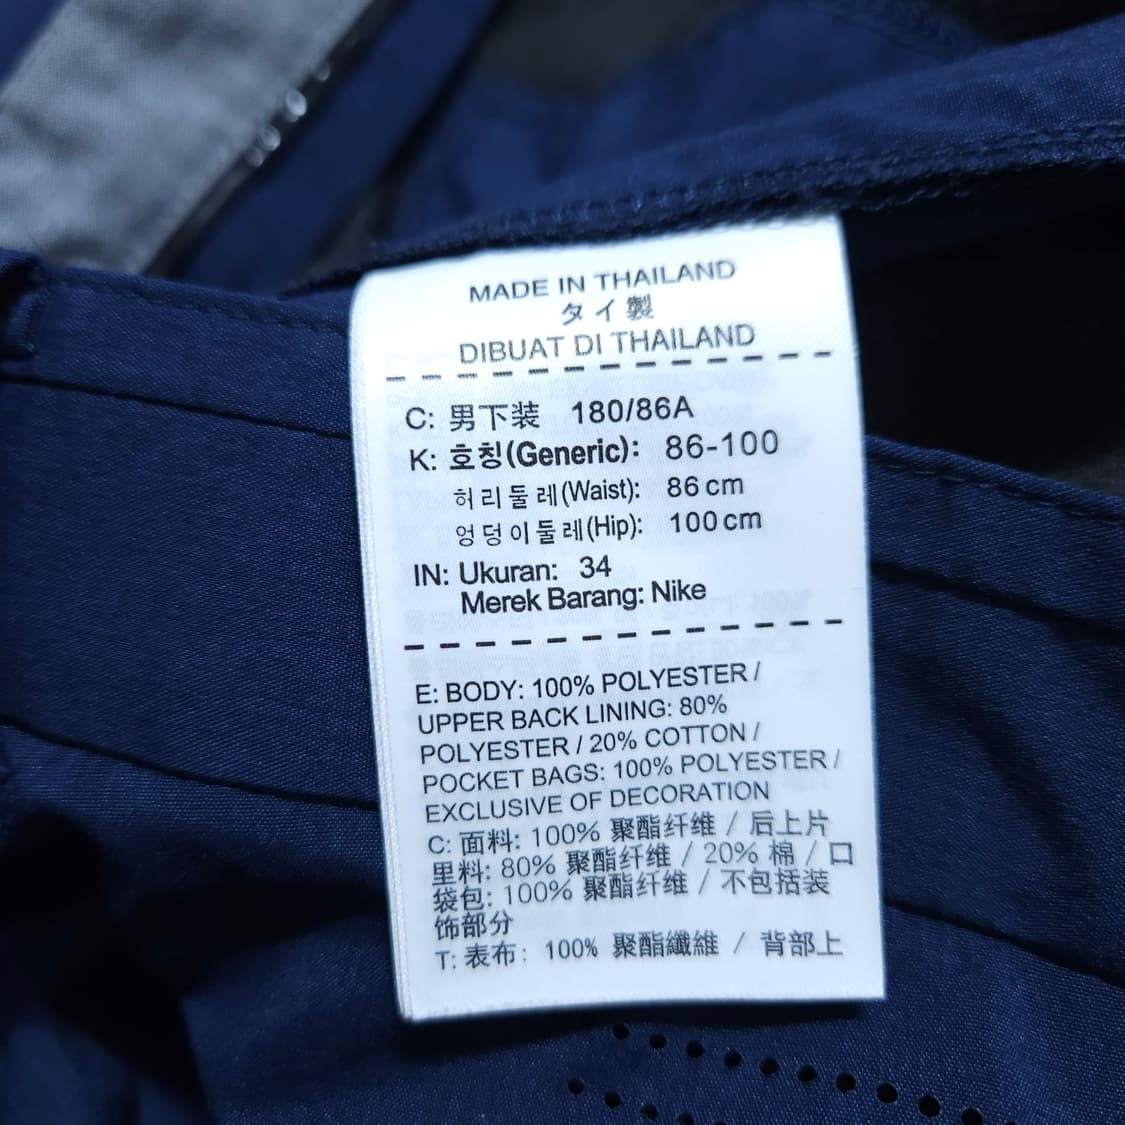 MADE IN THAILAND
タイ製
DIBUAT DI THAILAND
C: 男下装 180/86A
K: 호칭(Generic): 86-100
허리둘레(Waist): 86 cm
엉덩이둘레(Hip): 100 cm
IN: Ukuran: 34
Merek Barang: Nike
E: BODY: 100% POLYESTER /
UPPER BACK LINING: 80%
POLYESTER / 20% COTTON /
POCKET BAGS: 100% POLYESTER /
EXCLUSIVE OF DECORATION
C: 面料: 100% 聚酯纤维 / 后上片
里料: 80% 聚酯纤维 / 20% 棉 / 口
袋包: 100% 聚酯纤维 / 不包括装
饰部分
T: 表布: 100% 聚酯纖維 / 背部上